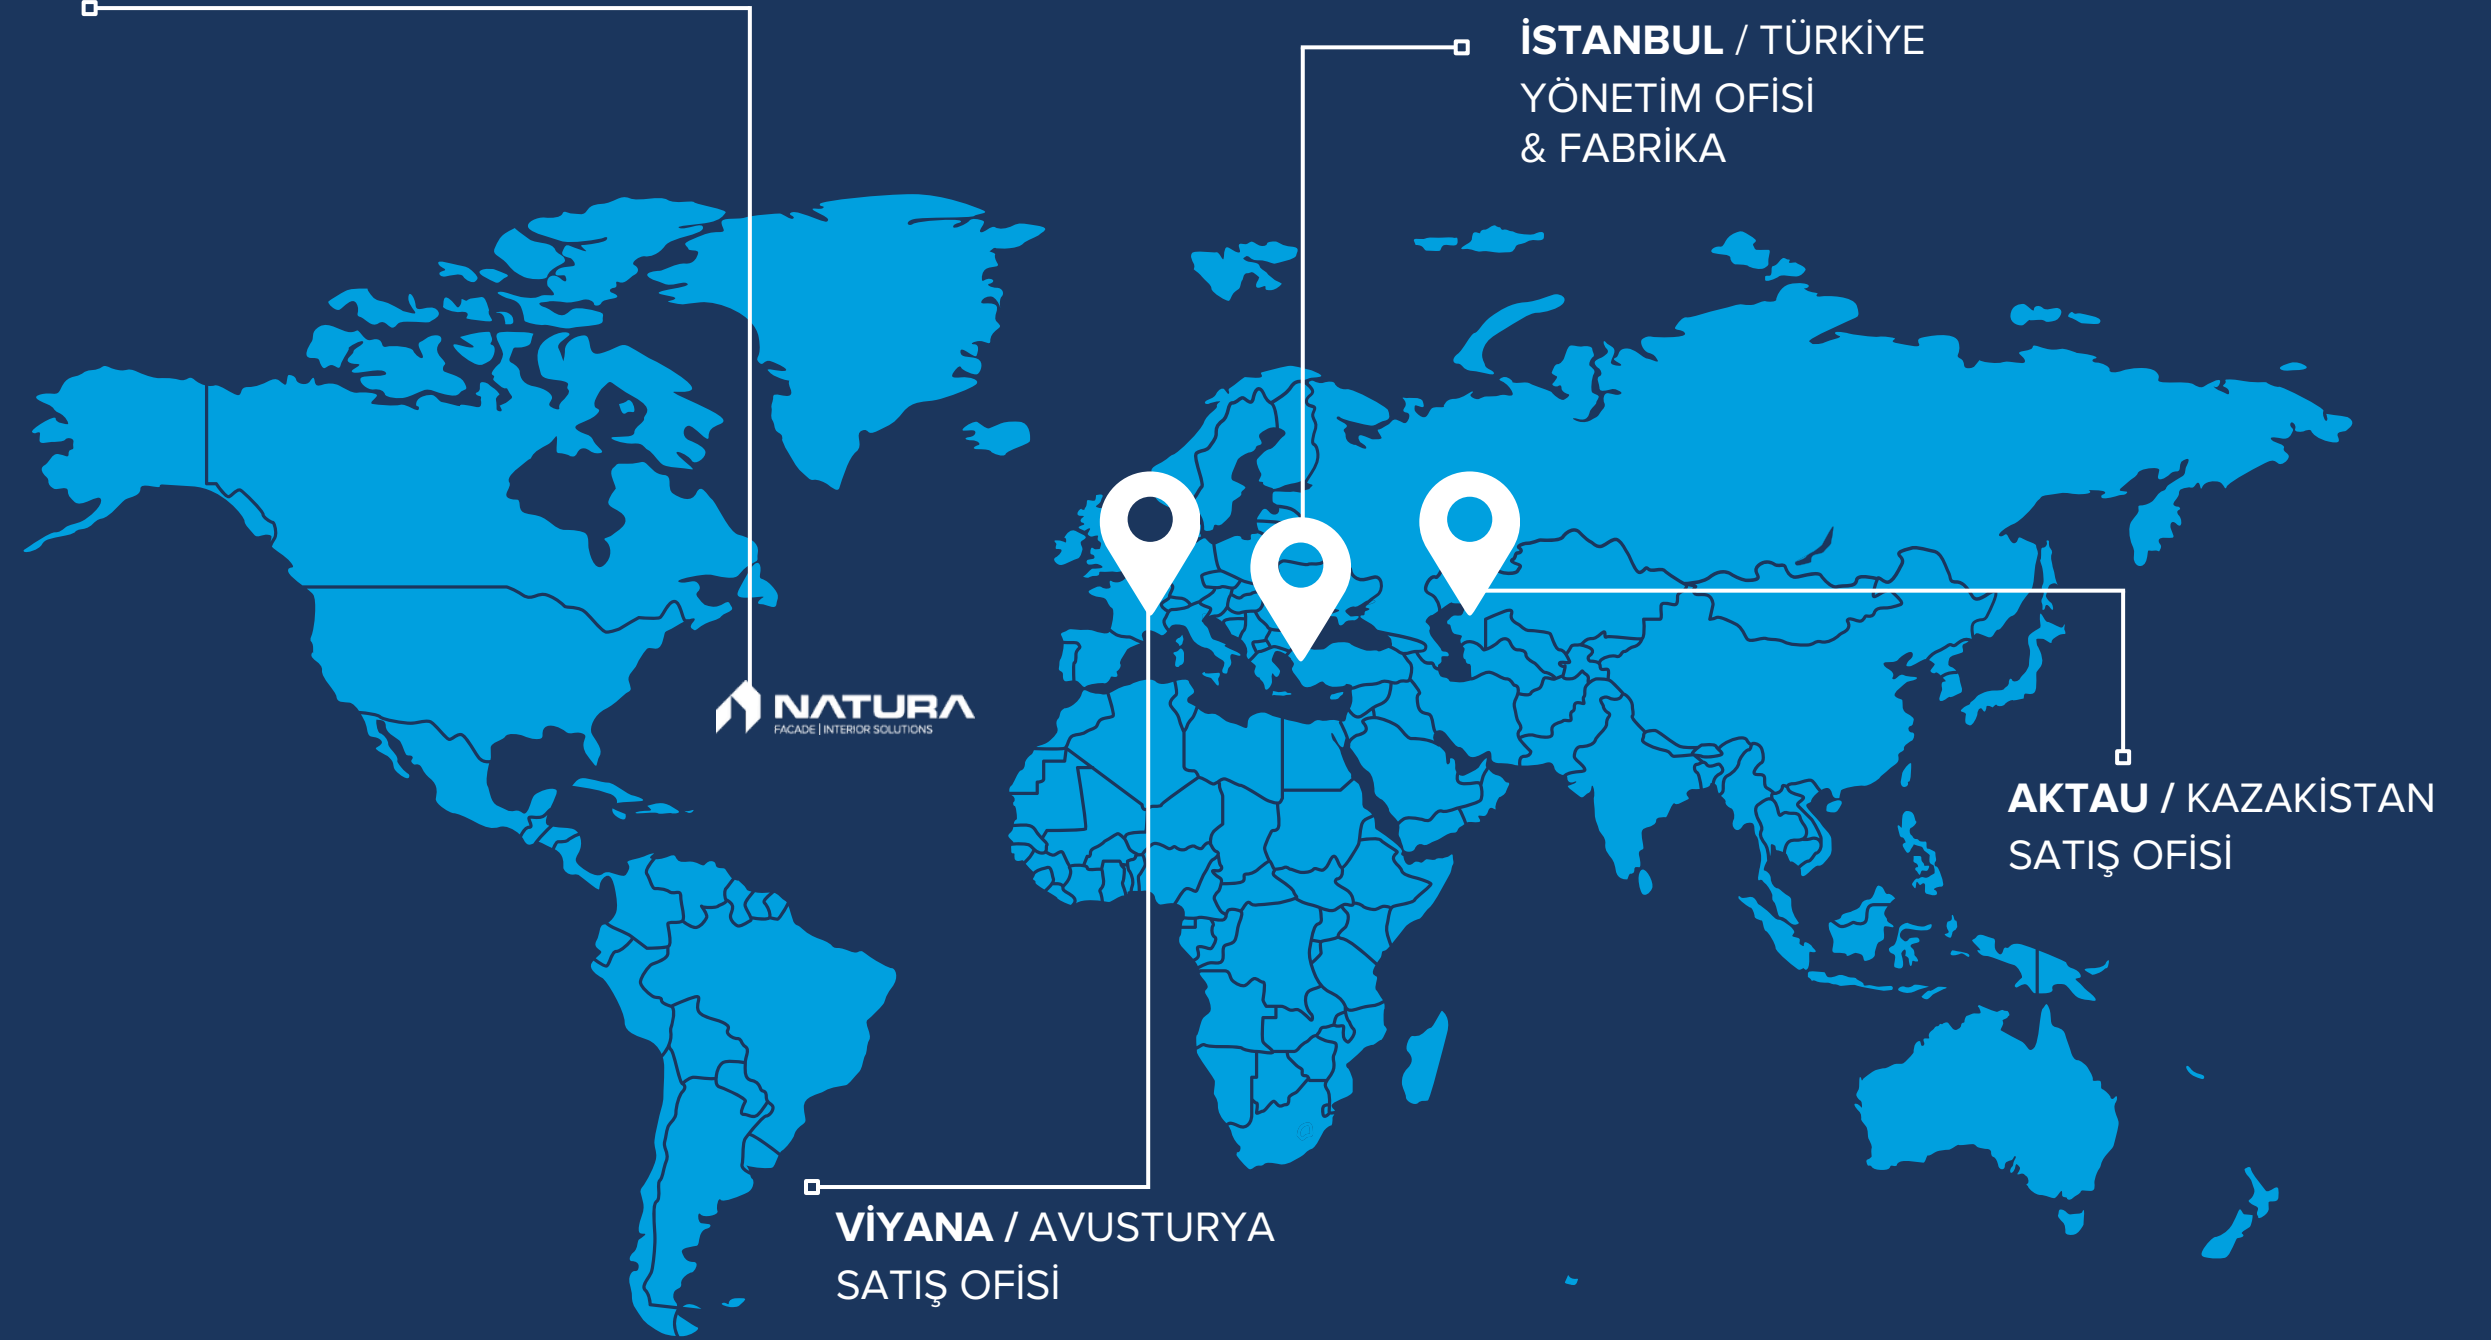 İSTANBUL / TÜRKİYE
YÖNETİM OFİSİ
& FABRİKA
NATURA
FACADE | INTERIOR SOLUTIONS
AKTAU / KAZAKİSTAN
SATIŞ OFİSİ
VİYANA / AVUSTURYA
SATIŞ OFİSİ